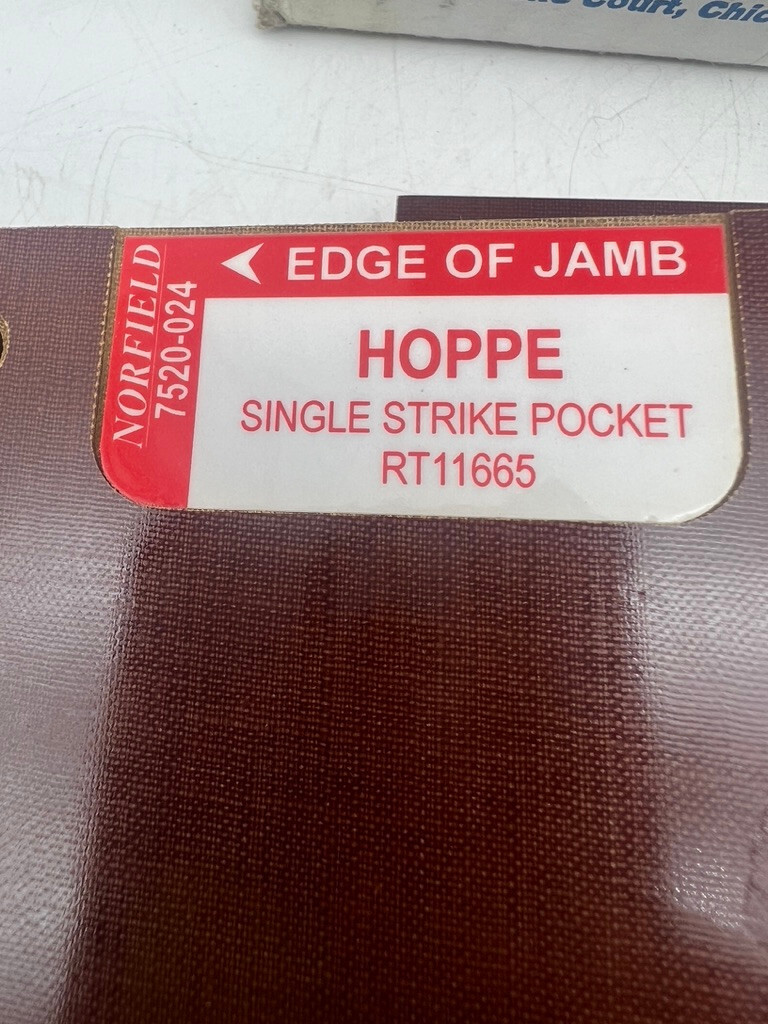 Court, Chic
EDGE OF JAMB
NORFIELD
7520-024
HOPPE
SINGLE STRIKE POCKET
RT11665